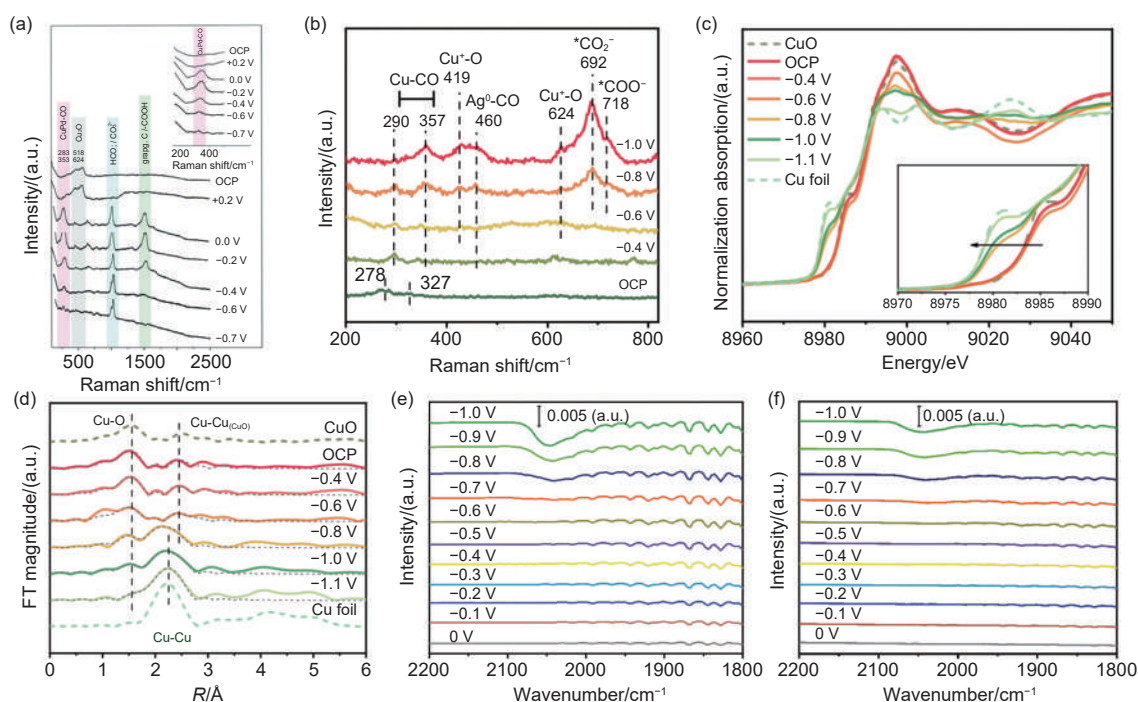 (a)
CuPd-CO
OCP
+0.2 V
0.0 V
−0.2 V
−0.4 V
−0.6 V
−0.7 V
200 400
Raman shift/cm⁻¹
Intensity/(a.u.)
283
353
CuPd-CO
518
624
Cu₂O
OCP
+0.2 V
0.0 V
−0.2 V
−0.4 V
−0.6 V
−0.7 V
500 1500 2500
Raman shift/cm⁻¹
(b)
Intensity/(a.u.)
Cu-CO
290 357
Cu⁺-O
419
Ag⁰-CO
460
Cu⁺-O
624
*CO₂⁻
692
*COO⁻
718
−1.0 V
−0.8 V
−0.6 V
−0.4 V
OCP
278
327
200 300 400 500 600 700 800
Raman shift/cm⁻¹
(c)
Normalization absorption/(a.u.)
CuO
OCP
−0.4 V
−0.6 V
−0.8 V
−1.0 V
−1.1 V
Cu foil
8970 8980 8985 8990
8960 8980 9000 9020 9040
Energy/eV
(d)
FT magnitude/(a.u.)
Cu-O
Cu-Cu(CuO)
CuO
OCP
−0.4 V
−0.6 V
−0.8 V
−1.0 V
−1.1 V
Cu foil
Cu-Cu
0 1 2 3 4 5 6
R/Å
(e)
Intensity/(a.u.)
0.005 (a.u.)
−1.0 V
−0.9 V
−0.8 V
−0.7 V
−0.6 V
−0.5 V
−0.4 V
−0.3 V
−0.2 V
−0.1 V
0 V
2200 2100 2000 1900 1800
Wavenumber/cm⁻¹
(f)
Intensity/(a.u.)
0.005 (a.u.)
−1.0 V
−0.9 V
−0.8 V
−0.7 V
−0.6 V
−0.5 V
−0.4 V
−0.3 V
−0.2 V
−0.1 V
0 V
2200 2100 2000 1900 1800
Wavenumber/cm⁻¹